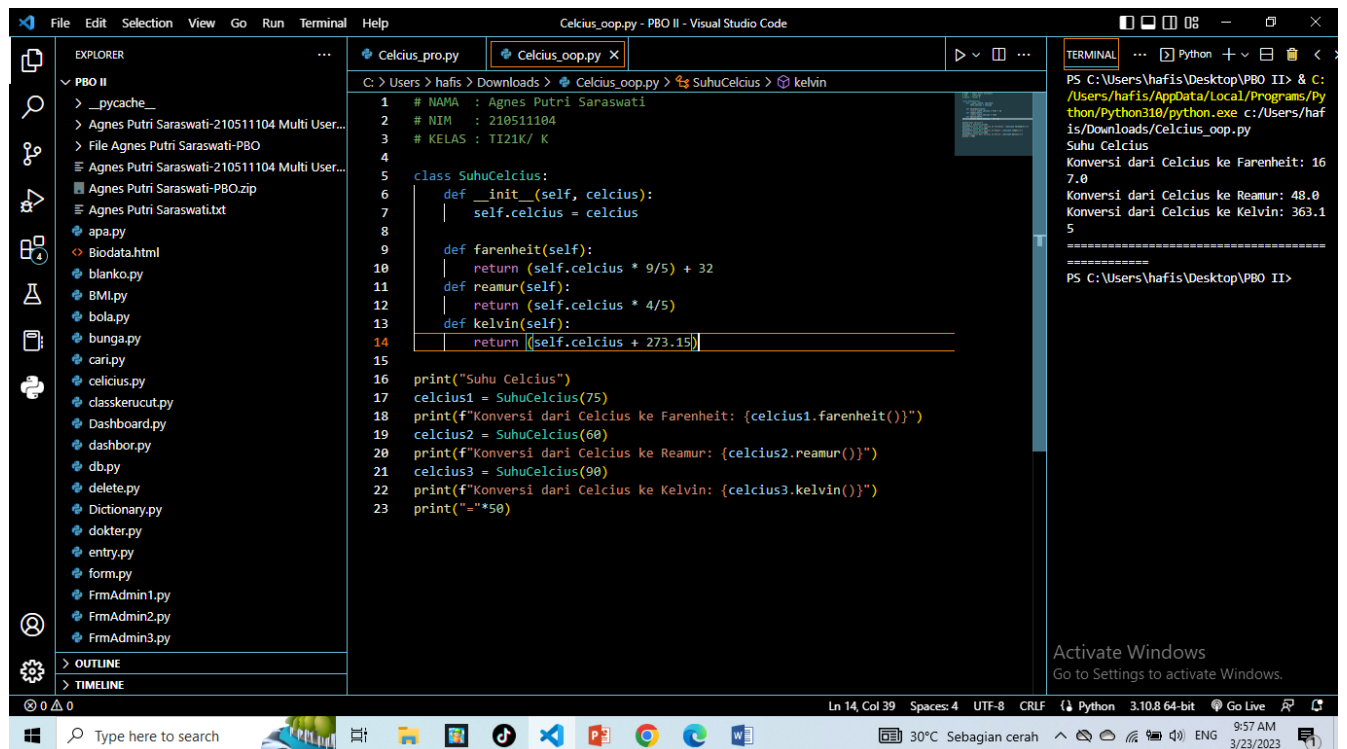 File Edit Selection View Go Run Terminal Help
Celcius_oop.py - PBO II - Visual Studio Code
EXPLORER
PBO II
__pycache__
Agnes Putri Saraswati-210511104 Multi User...
File Agnes Putri Saraswati-PBO
Agnes Putri Saraswati-210511104 Multi User...
Agnes Putri Saraswati-PBO.zip
Agnes Putri Saraswati.txt
apa.py
Biodata.html
blanko.py
BMI.py
bola.py
bunga.py
cari.py
celicius.py
classkerucut.py
Dashboard.py
dashbor.py
db.py
delete.py
Dictionary.py
dokter.py
entry.py
form.py
FrmAdmin1.py
FrmAdmin2.py
FrmAdmin3.py
OUTLINE
TIMELINE
4
Celcius_pro.py
Celcius_oop.py
C: > Users > hafis > Downloads > Celcius_oop.py > SuhuCelcius > kelvin
1 # NAMA : Agnes Putri Saraswati
2 # NIM : 210511104
3 # KELAS : TI21K/ K
4
5 class SuhuCelcius:
6 def __init__(self, celcius):
7 self.celcius = celcius
8
9 def farenheit(self):
10 return (self.celcius * 9/5) + 32
11 def reamur(self):
12 return (self.celcius * 4/5)
13 def kelvin(self):
14 return (self.celcius + 273.15)
15
16 print("Suhu Celcius")
17 celcius1 = SuhuCelcius(75)
18 print(f"Konversi dari Celcius ke Farenheit: {celcius1.farenheit()}")
19 celcius2 = SuhuCelcius(60)
20 print(f"Konversi dari Celcius ke Reamur: {celcius2.reamur()}")
21 celcius3 = SuhuCelcius(90)
22 print(f"Konversi dari Celcius ke Kelvin: {celcius3.kelvin()}")
23 print("="*50)
TERMINAL ... Python
PS C:\Users\hafis\Desktop\PBO II> & C:
/Users/hafis/AppData/Local/Programs/Py
thon/Python310/python.exe c:/Users/haf
is/Downloads/Celcius_oop.py
Suhu Celcius
Konversi dari Celcius ke Farenheit: 16
7.0
Konversi dari Celcius ke Reamur: 48.0
Konversi dari Celcius ke Kelvin: 363.1
5
======================================
============
PS C:\Users\hafis\Desktop\PBO II>
Activate Windows
Go to Settings to activate Windows.
0 0
Ln 14, Col 39 Spaces: 4 UTF-8 CRLF Python 3.10.8 64-bit Go Live
Type here to search
30°C Sebagian cerah ENG
9:57 AM
3/23/2023
1